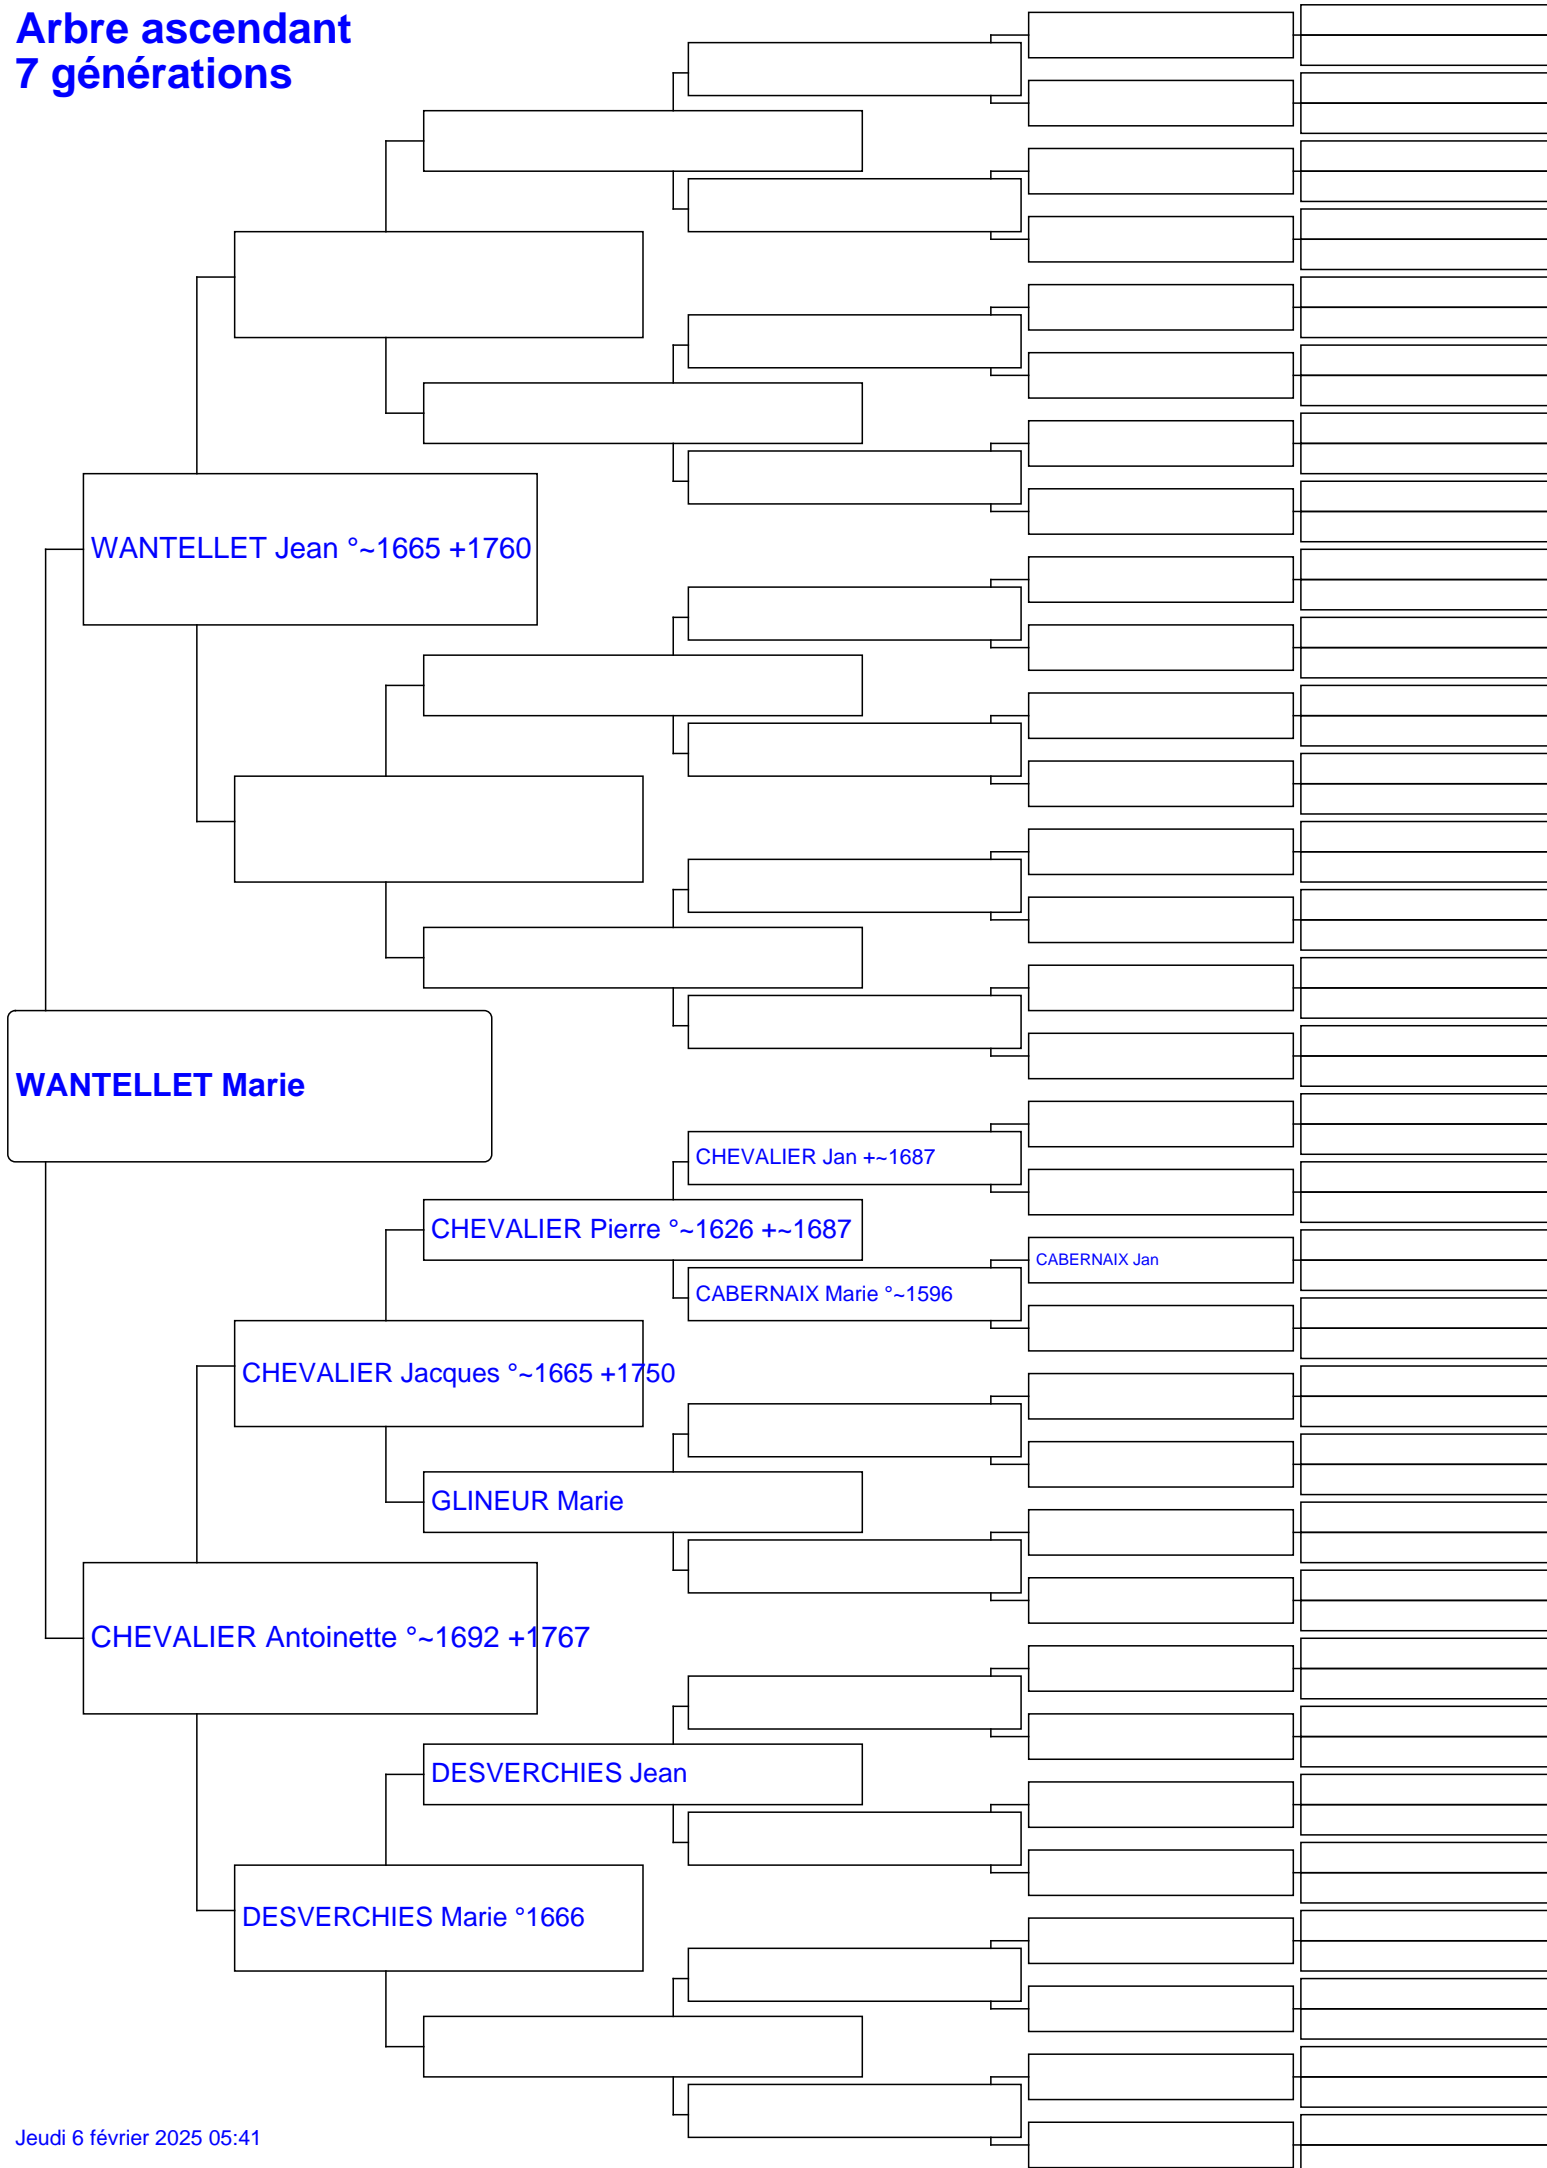 Arbre ascendant
7 générations
WANTELLET Jean °~1665 +1760
WANTELLET Marie
CHEVALIER Jan +~1687
CHEVALIER Pierre °~1626 +~1687
CABERNAIX Jan
CABERNAIX Marie °~1596
CHEVALIER Jacques °~1665 +1750
GLINEUR Marie
CHEVALIER Antoinette °~1692 +1767
DESVERCHIES Jean
DESVERCHIES Marie °1666
Jeudi 6 février 2025 05:41